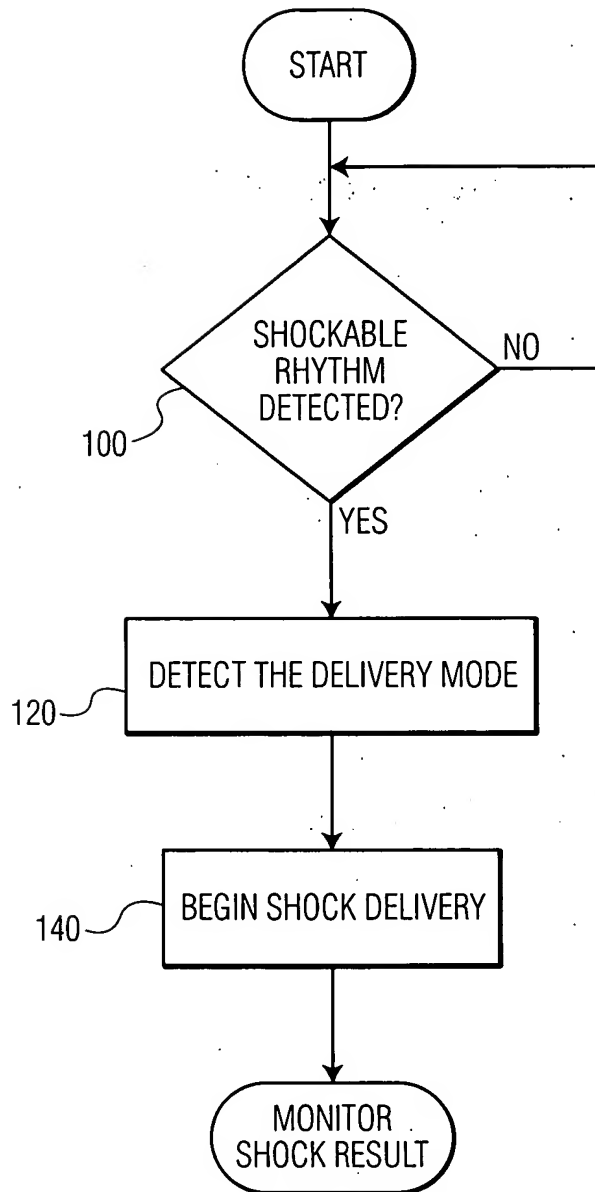 START
SHOCKABLE
RHYTHM
DETECTED?
NO
100
YES
DETECT THE DELIVERY MODE
120
BEGIN SHOCK DELIVERY
140
MONITOR
SHOCK RESULT